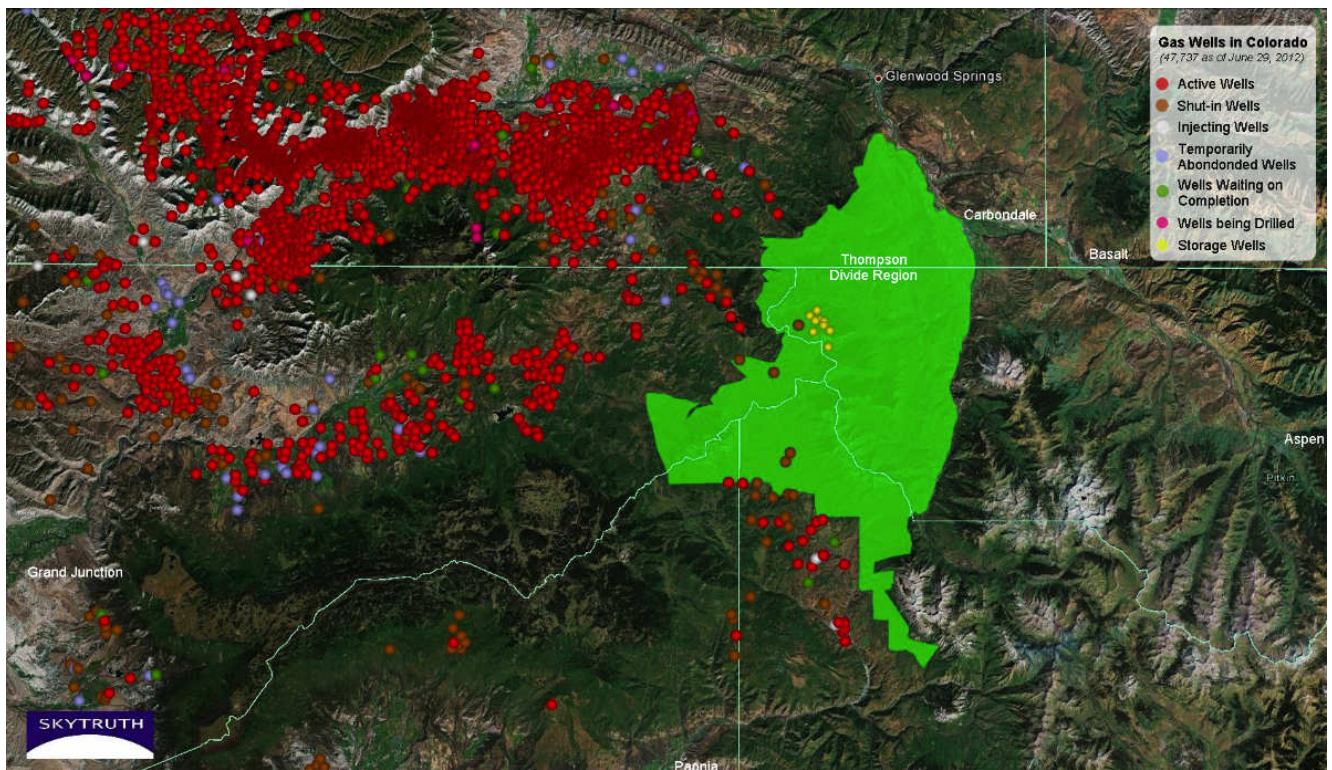 Gas Wells in Colorado
(47,737 as of June 29, 2012)
Active Wells
Shut-in Wells
Injecting Wells
Temporarily
Abondonded Wells
Wells Waiting on
Completion
Wells being Drilled
Storage Wells
Glenwood Springs
Carbondale
Basalt
Thompson
Divide Region
Aspen
Pitkin
Grand Junction
SKYTRUTH
Paonia